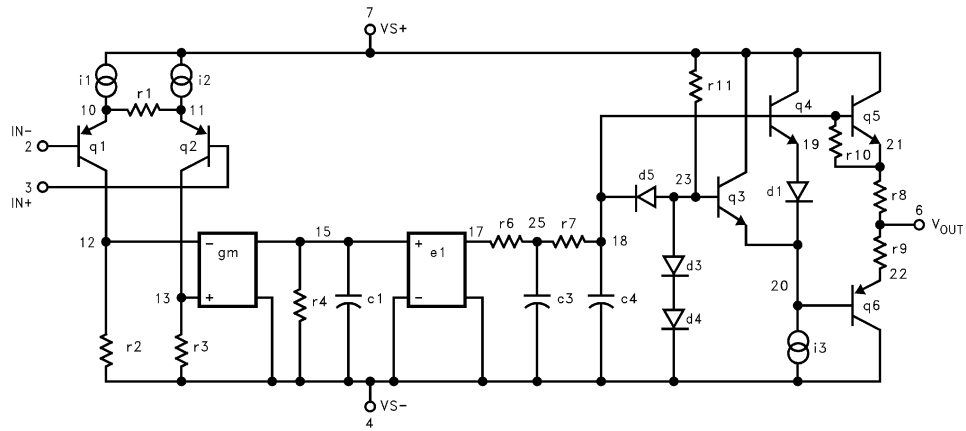 7
VS+
i1
i2
r1
r11
10
11
q4
q5
IN-
2
q1
q2
19
21
r10
3
IN+
d5
23
q3
d1
r8
6
VOUT
12
-
gm
15
+
e1
17
r6
25
r7
18
r9
d3
20
22
13
+
r4
c1
-
c3
c4
d4
q6
r2
r3
i3
VS-
4